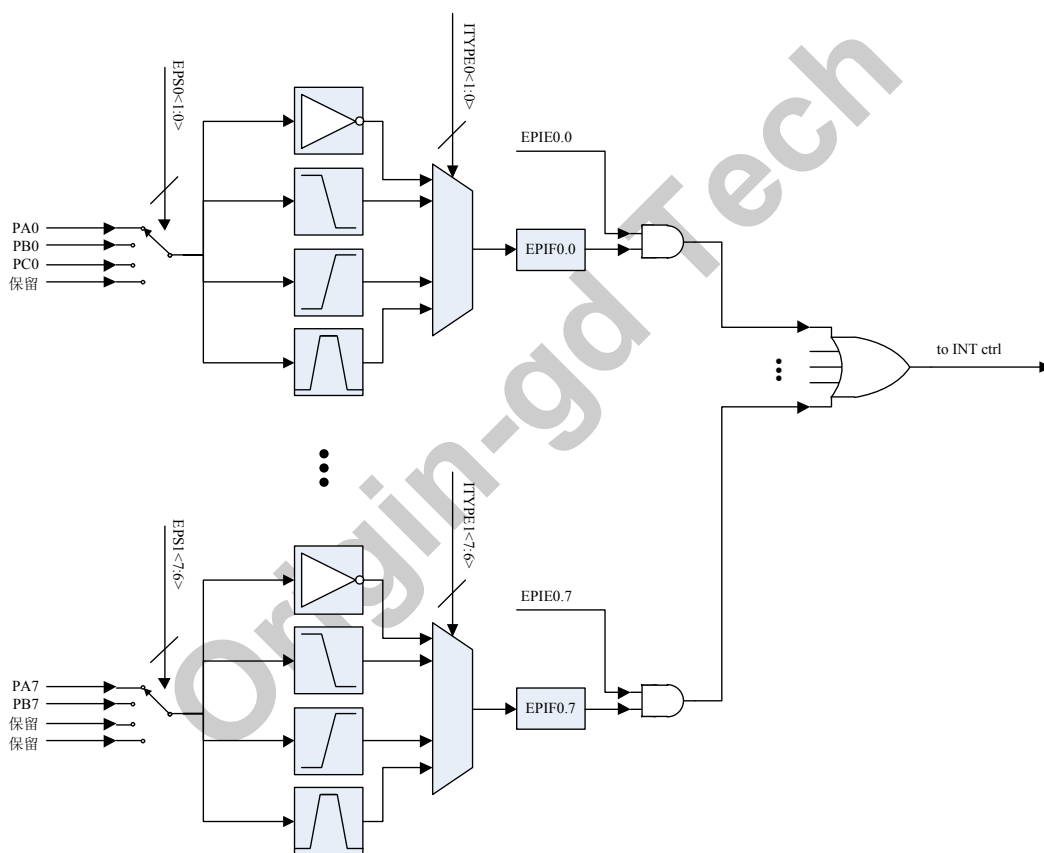 EPS0<1:0>
ITYPE0<1:0>
EPIE0.0
PA0
PB0
PC0
保留
EPIF0.0
to INT ctrl
EPS1<7:6>
ITYPE1<7:6>
EPIE0.7
PA7
PB7
保留
保留
EPIF0.7
Origin-gd Tech